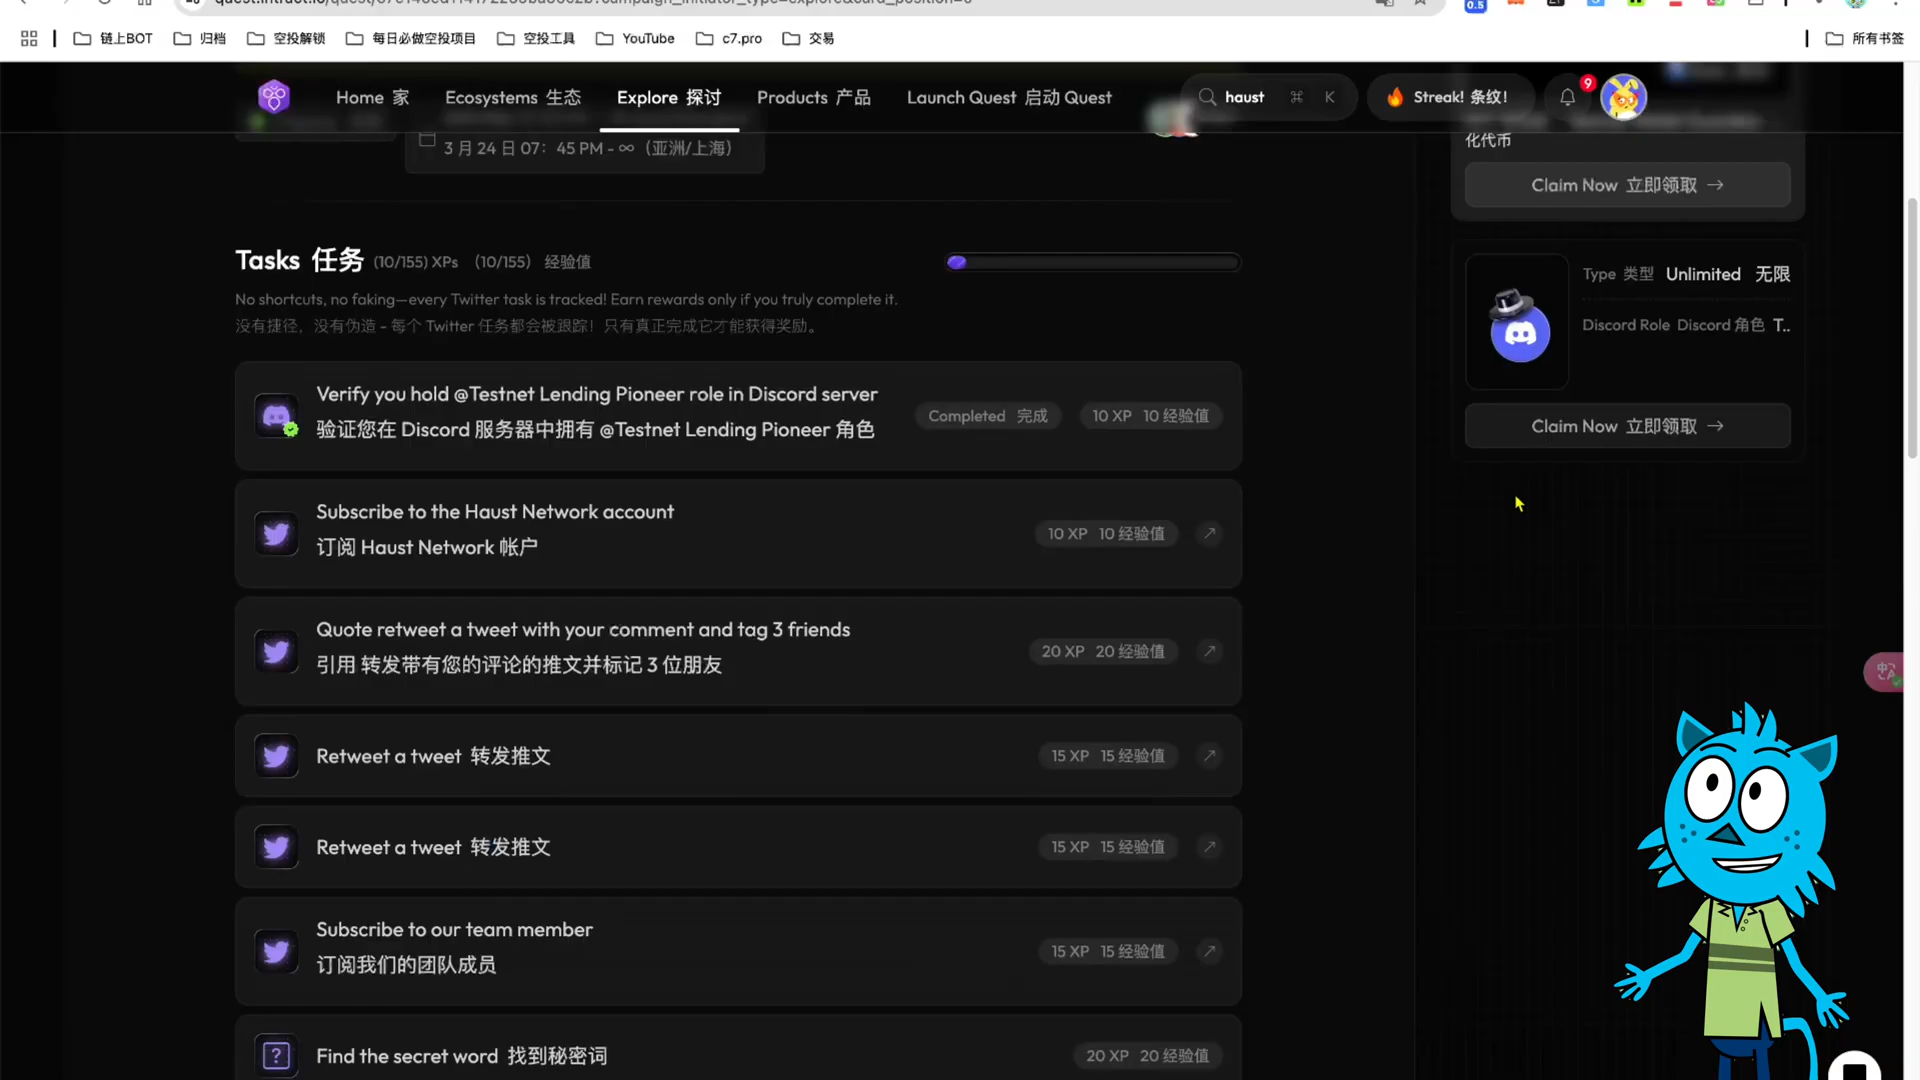 链上BOT
归档
空投解锁
每日必做空投项目
空投工具
YouTube
c7.pro
交易
所有书签
0.5
Home 家
Ecosystems 生态
Explore 探讨
Products 产品
Launch Quest 启动 Quest
haust ⌘ K
Streak! 条纹!
9
3 月 24 日 07：45 PM - ∞（亚洲/上海）
化代币
Claim Now 立即领取 →
Tasks 任务 (10/155) XPs （10/155） 经验值
No shortcuts, no faking—every Twitter task is tracked! Earn rewards only if you truly complete it.
没有捷径，没有伪造 - 每个 Twitter 任务都会被跟踪！只有真正完成它才能获得奖励。
Type 类型 Unlimited 无限
Discord Role Discord 角色 T..
Claim Now 立即领取 →
Verify you hold @Testnet Lending Pioneer role in Discord server
验证您在 Discord 服务器中拥有 @Testnet Lending Pioneer 角色
Completed 完成
10 XP 10 经验值
Subscribe to the Haust Network account
订阅 Haust Network 帐户
10 XP 10 经验值
Quote retweet a tweet with your comment and tag 3 friends
引用 转发带有您的评论的推文并标记 3 位朋友
20 XP 20 经验值
Retweet a tweet 转发推文
15 XP 15 经验值
Retweet a tweet 转发推文
15 XP 15 经验值
Subscribe to our team member
订阅我们的团队成员
15 XP 15 经验值
Find the secret word 找到秘密词
20 XP 20 经验值